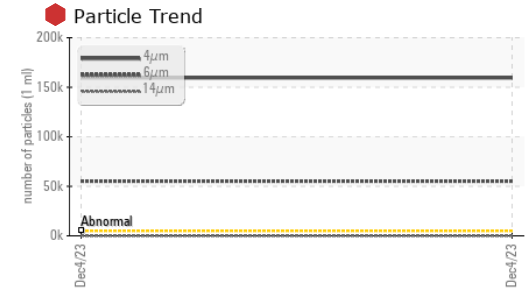 Particle Trend
200k
150k
100k
50k
0k
number of particles (1 ml)
4μm
6μm
14μm
Abnormal
Dec4/23
Dec4/23